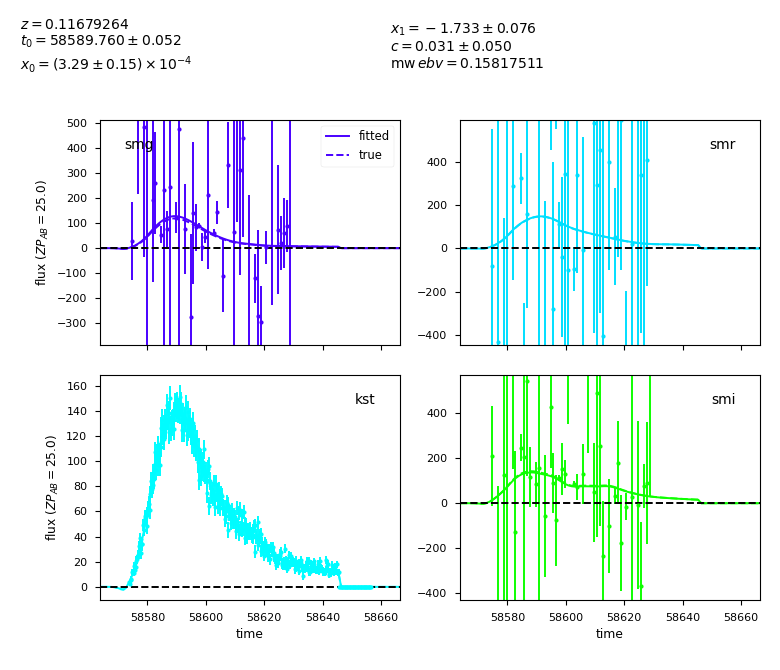 z = 0.11679264
t₀ = 58589.760 ± 0.052
x₀ = (3.29 ± 0.15) × 10⁻⁴
x₁ = −1.733 ± 0.076
c = 0.031 ± 0.050
mw ebv = 0.15817511
smg
fitted
true
500
400
300
200
100
0
−100
−200
−300
flux (ZP_AB = 25.0)
smr
400
200
0
−200
−400
kst
160
140
120
100
80
60
40
20
0
flux (ZP_AB = 25.0)
58580 58600 58620 58640 58660
time
smi
400
200
0
−200
−400
58580 58600 58620 58640 58660
time